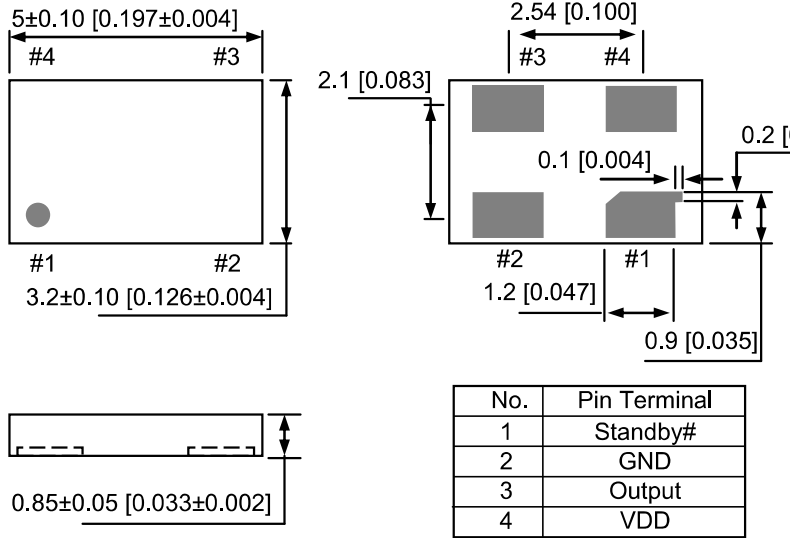 5±0.10 [0.197±0.004]
#4 #3
#1 #2
3.2±0.10 [0.126±0.004]
2.54 [0.100]
#3 #4
2.1 [0.083]
0.1 [0.004]
0.2 [
#2 #1
1.2 [0.047]
0.9 [0.035]
0.85±0.05 [0.033±0.002]
No. Pin Terminal
1 Standby#
2 GND
3 Output
4 VDD